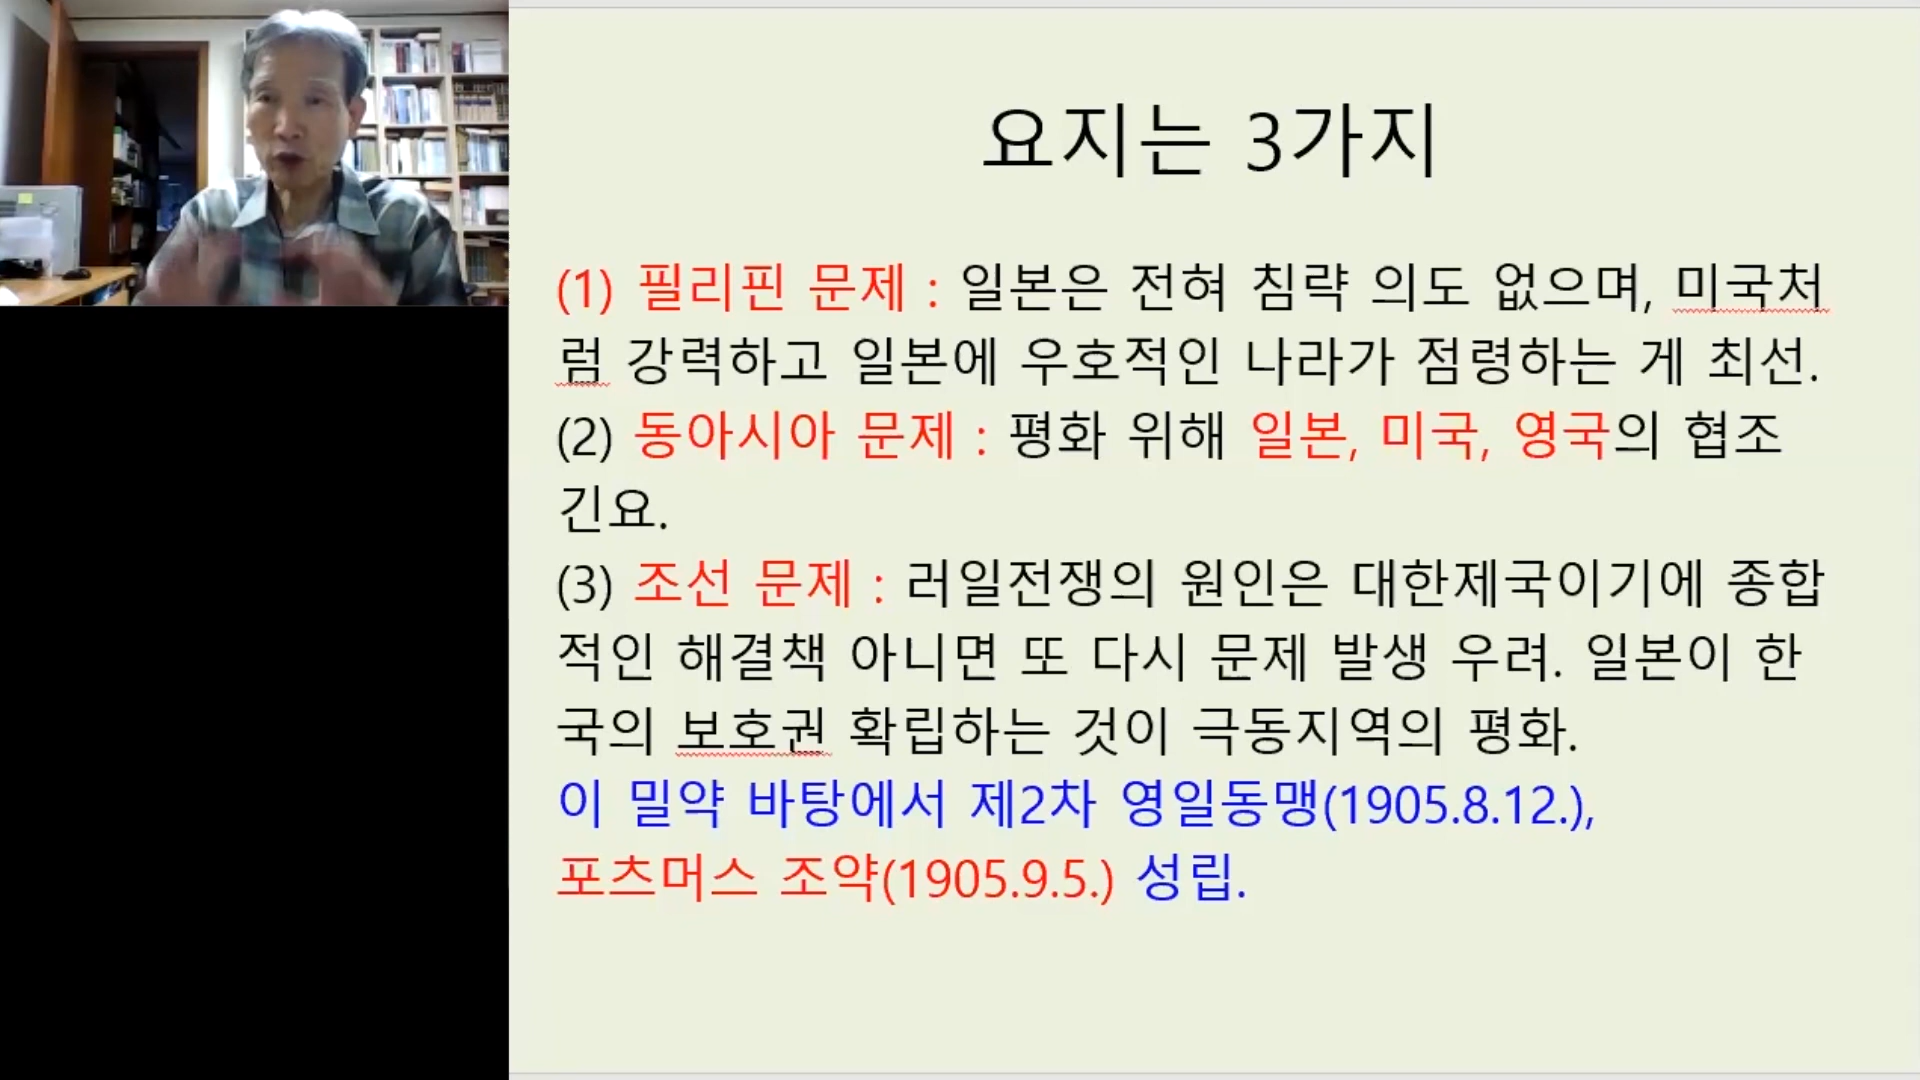 요지는 3가지
(1) 필리핀 문제 : 일본은 전혀 침략 의도 없으며, 미국처
럼 강력하고 일본에 우호적인 나라가 점령하는 게 최선.
(2) 동아시아 문제 : 평화 위해 일본, 미국, 영국의 협조
긴요.
(3) 조선 문제 : 러일전쟁의 원인은 대한제국이기에 종합
적인 해결책 아니면 또 다시 문제 발생 우려. 일본이 한
국의 보호권 확립하는 것이 극동지역의 평화.
이 밀약 바탕에서 제2차 영일동맹(1905.8.12.),
포츠머스 조약(1905.9.5.) 성립.